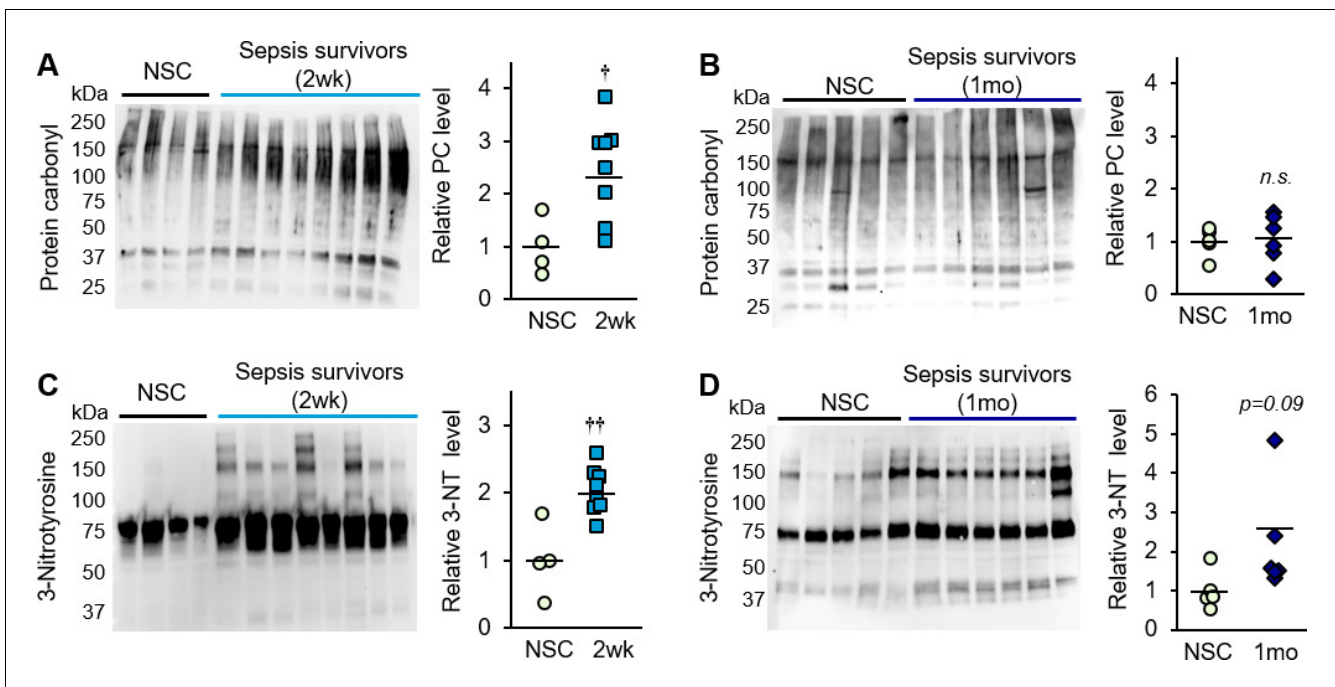 A
NSC
Sepsis survivors
(2wk)
kDa
250
150
100
75
50
37
25
Protein carbonyl
Relative PC level
4
3
2
1
0
†
NSC 2wk
B
NSC
Sepsis survivors
(1mo)
kDa
250
150
100
75
50
37
25
Protein carbonyl
Relative PC level
4
3
2
1
0
n.s.
NSC 1mo
C
NSC
Sepsis survivors
(2wk)
kDa
250
150
100
75
50
37
3-Nitrotyrosine
Relative 3-NT level
3
2
1
0
††
NSC 2wk
D
NSC
Sepsis survivors
(1mo)
kDa
250
150
100
75
50
37
3-Nitrotyrosine
Relative 3-NT level
6
5
4
3
2
1
0
p=0.09
NSC 1mo